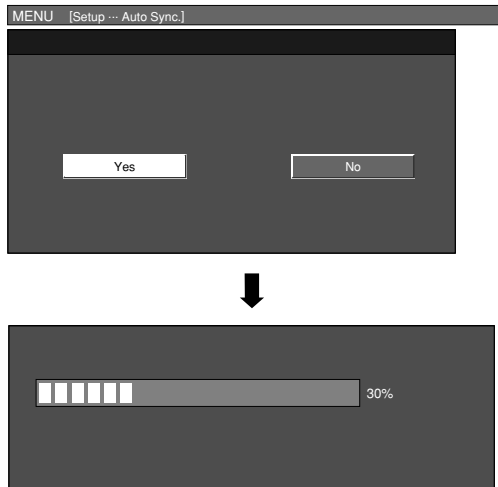 MENU [Setup ··· Auto Sync.]
Yes No
30%